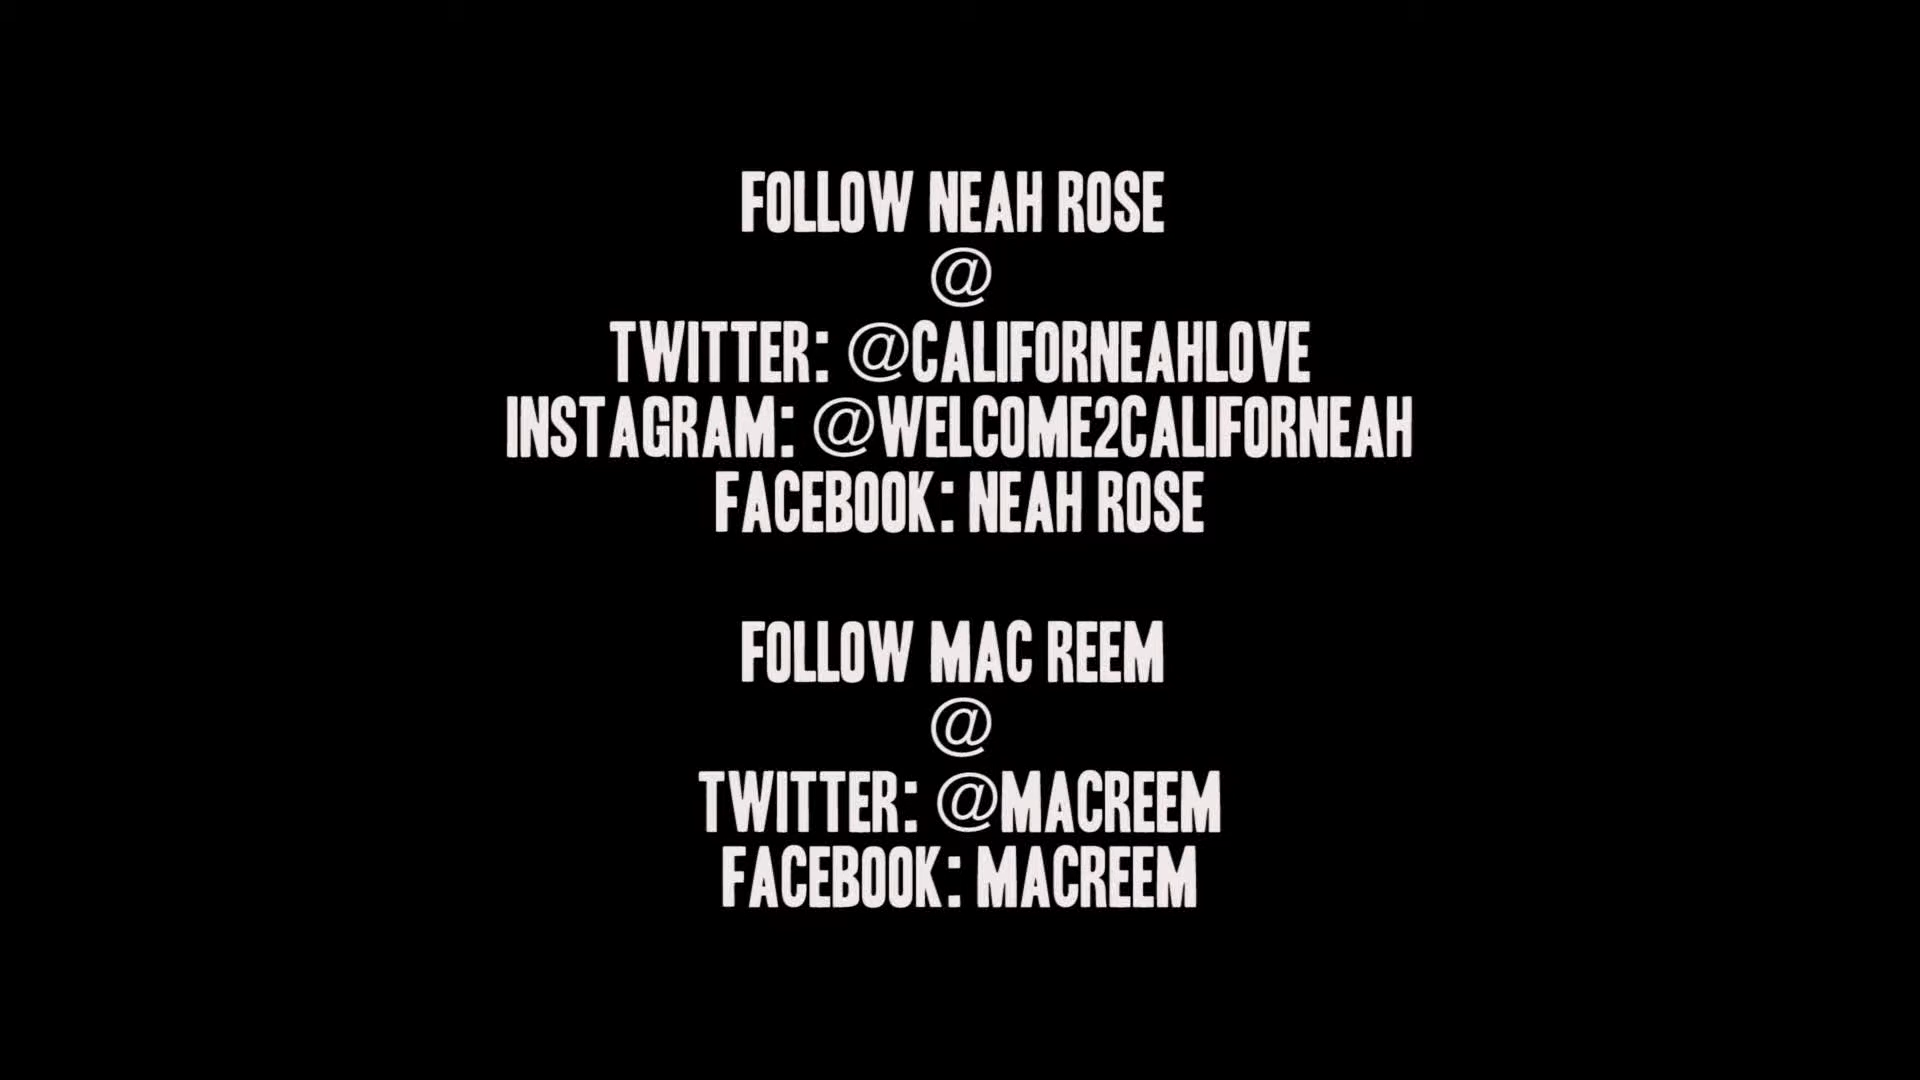 FOLLOW NEAH ROSE
@
TWITTER: @CALIFORNEAHLOVE
INSTAGRAM: @WELCOME2CALIFORNEAH
FACEBOOK: NEAH ROSE
FOLLOW MAC REEM
@
TWITTER: @MACREEM
FACEBOOK: MACREEM